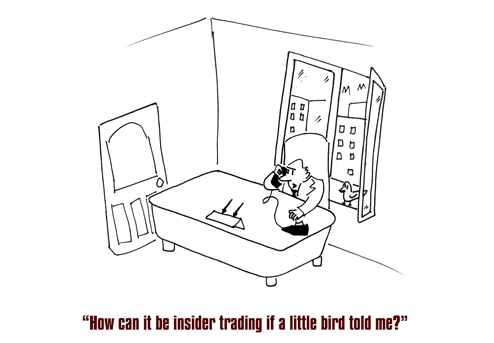 “How can it be insider trading if a little bird told me?”